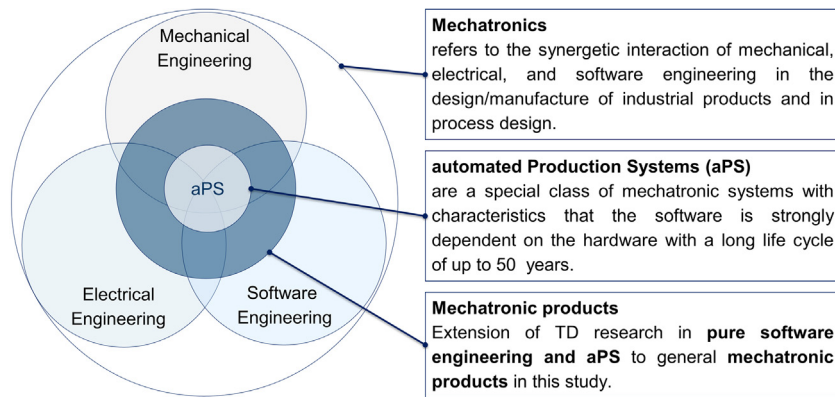 Mechanical
Engineering
aPS
Electrical
Engineering
Software
Engineering
Mechatronics
refers to the synergetic interaction of mechanical,
electrical, and software engineering in the
design/manufacture of industrial products and in
process design.
automated Production Systems (aPS)
are a special class of mechatronic systems with
characteristics that the software is strongly
dependent on the hardware with a long life cycle
of up to 50 years.
Mechatronic products
Extension of TD research in pure software
engineering and aPS to general mechatronic
products in this study.